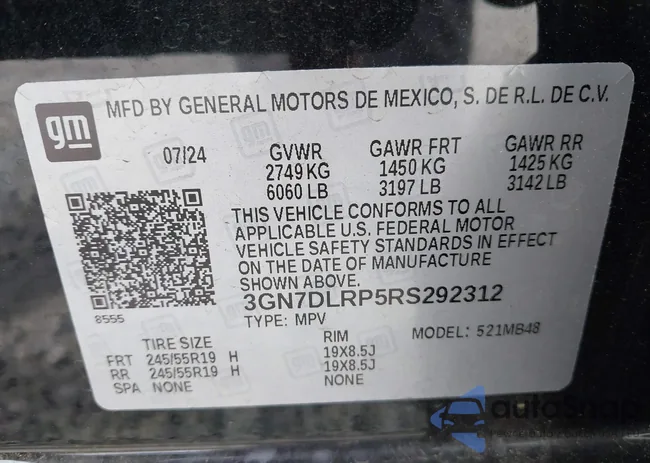 gm
MFD BY GENERAL MOTORS DE MEXICO, S. DE R.L. DE C.V.
07/24 GVWR GAWR FRT GAWR RR
2749 KG 1450 KG 1425 KG
6060 LB 3197 LB 3142 LB
THIS VEHICLE CONFORMS TO ALL
APPLICABLE U.S. FEDERAL MOTOR
VEHICLE SAFETY STANDARDS IN EFFECT
ON THE DATE OF MANUFACTURE
SHOWN ABOVE.
3GN7DLRP5RS292312
8555
TYPE: MPV MODEL: 521MB48
TIRE SIZE RIM
FRT 245/55R19 H 19X8.5J
RR 245/55R19 H 19X8.5J
SPA NONE NONE
autoSnap